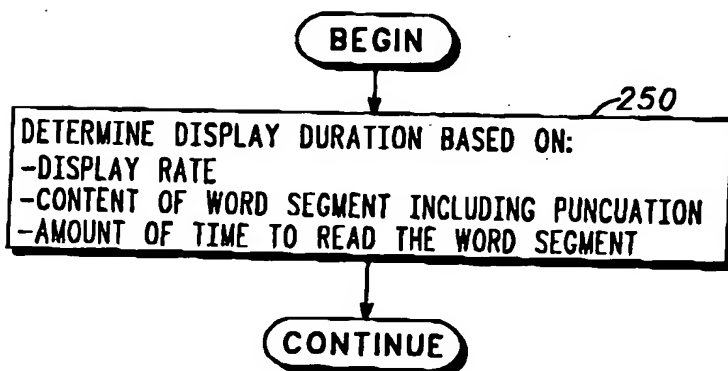 BEGIN
250
DETERMINE DISPLAY DURATION BASED ON:
-DISPLAY RATE
-CONTENT OF WORD SEGMENT INCLUDING PUNCUATION
-AMOUNT OF TIME TO READ THE WORD SEGMENT
CONTINUE